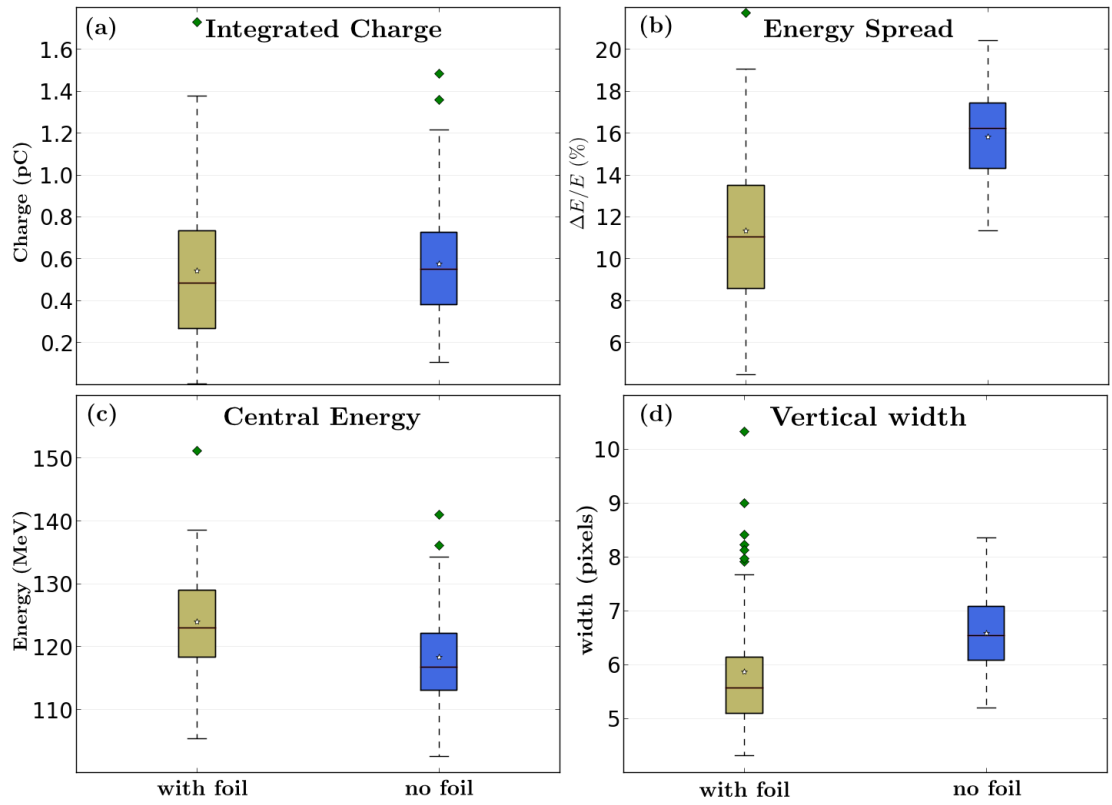 (a) Integrated Charge
1.6
1.4
1.2
1.0
0.8
0.6
0.4
0.2
Charge (pC)
(b) Energy Spread
20
18
16
14
12
10
8
6
ΔE/E (%)
(c) Central Energy
150
140
130
120
110
Energy (MeV)
with foil no foil
(d) Vertical width
10
9
8
7
6
5
width (pixels)
with foil no foil